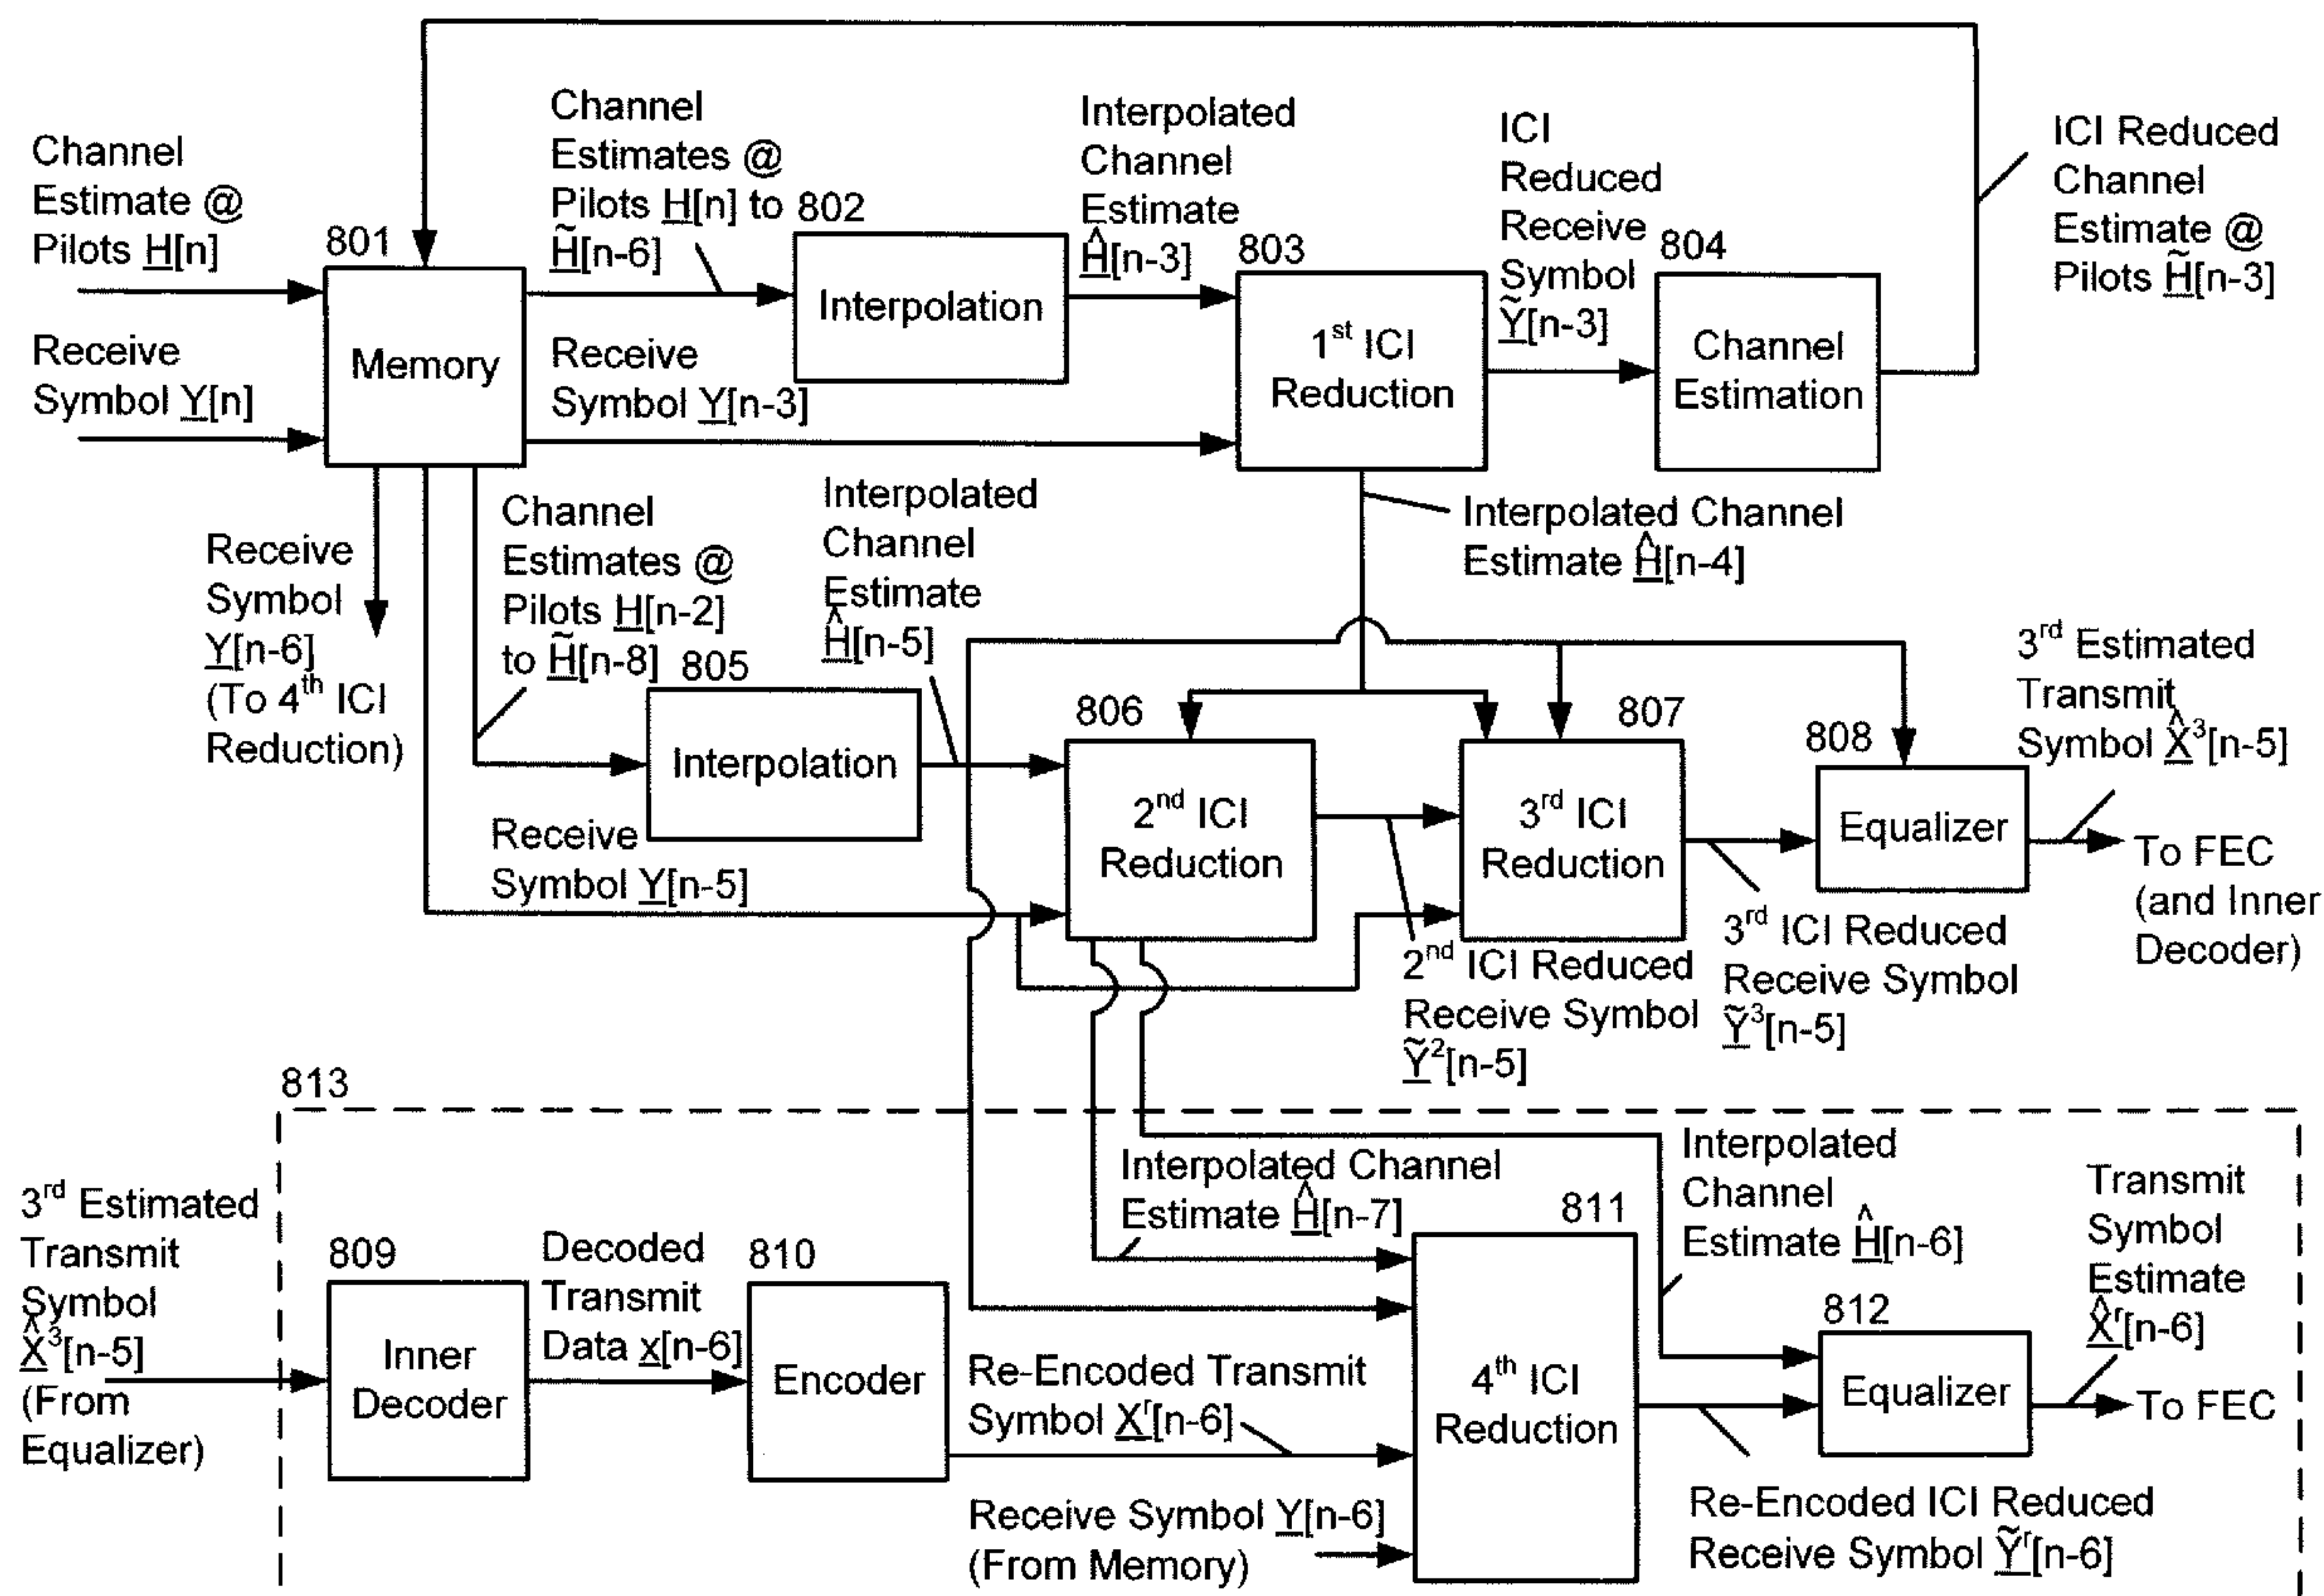 Channel
Estimate @
Pilots H[n]
Receive
Symbol Y[n]
801
Memory
Channel
Estimates @
Pilots H[n] to
H̃[n-6]
802
Interpolation
Receive
Symbol Y[n-3]
Interpolated
Channel
Estimate
Ĥ[n-3]
803
1st ICI
Reduction
ICI
Reduced
Receive
Symbol
Ỹ[n-3]
804
Channel
Estimation
ICI Reduced
Channel
Estimate @
Pilots H̃[n-3]
Receive
Symbol
Y[n-6]
(To 4th ICI
Reduction)
Channel
Estimates @
Pilots H[n-2]
to H̃[n-8]
805
Interpolation
Interpolated
Channel
Estimate
Ĥ[n-5]
Interpolated Channel
Estimate Ĥ[n-4]
Receive
Symbol Y[n-5]
806
2nd ICI
Reduction
807
3rd ICI
Reduction
808
Equalizer
3rd Estimated
Transmit
Symbol X̂³[n-5]
To FEC
(and Inner
Decoder)
2nd ICI Reduced
Receive Symbol
Ỹ²[n-5]
3rd ICI Reduced
Receive Symbol
Ỹ³[n-5]
813
3rd Estimated
Transmit
Symbol
X̂³[n-5]
(From
Equalizer)
809
Inner
Decoder
Decoded
Transmit
Data x[n-6]
810
Encoder
Interpolated Channel
Estimate Ĥ[n-7]
Re-Encoded Transmit
Symbol Xʳ[n-6]
Receive Symbol Y[n-6]
(From Memory)
811
4th ICI
Reduction
Interpolated
Channel
Estimate Ĥ[n-6]
812
Equalizer
Transmit
Symbol
Estimate
X̂ʳ[n-6]
To FEC
Re-Encoded ICI Reduced
Receive Symbol Ỹʳ[n-6]